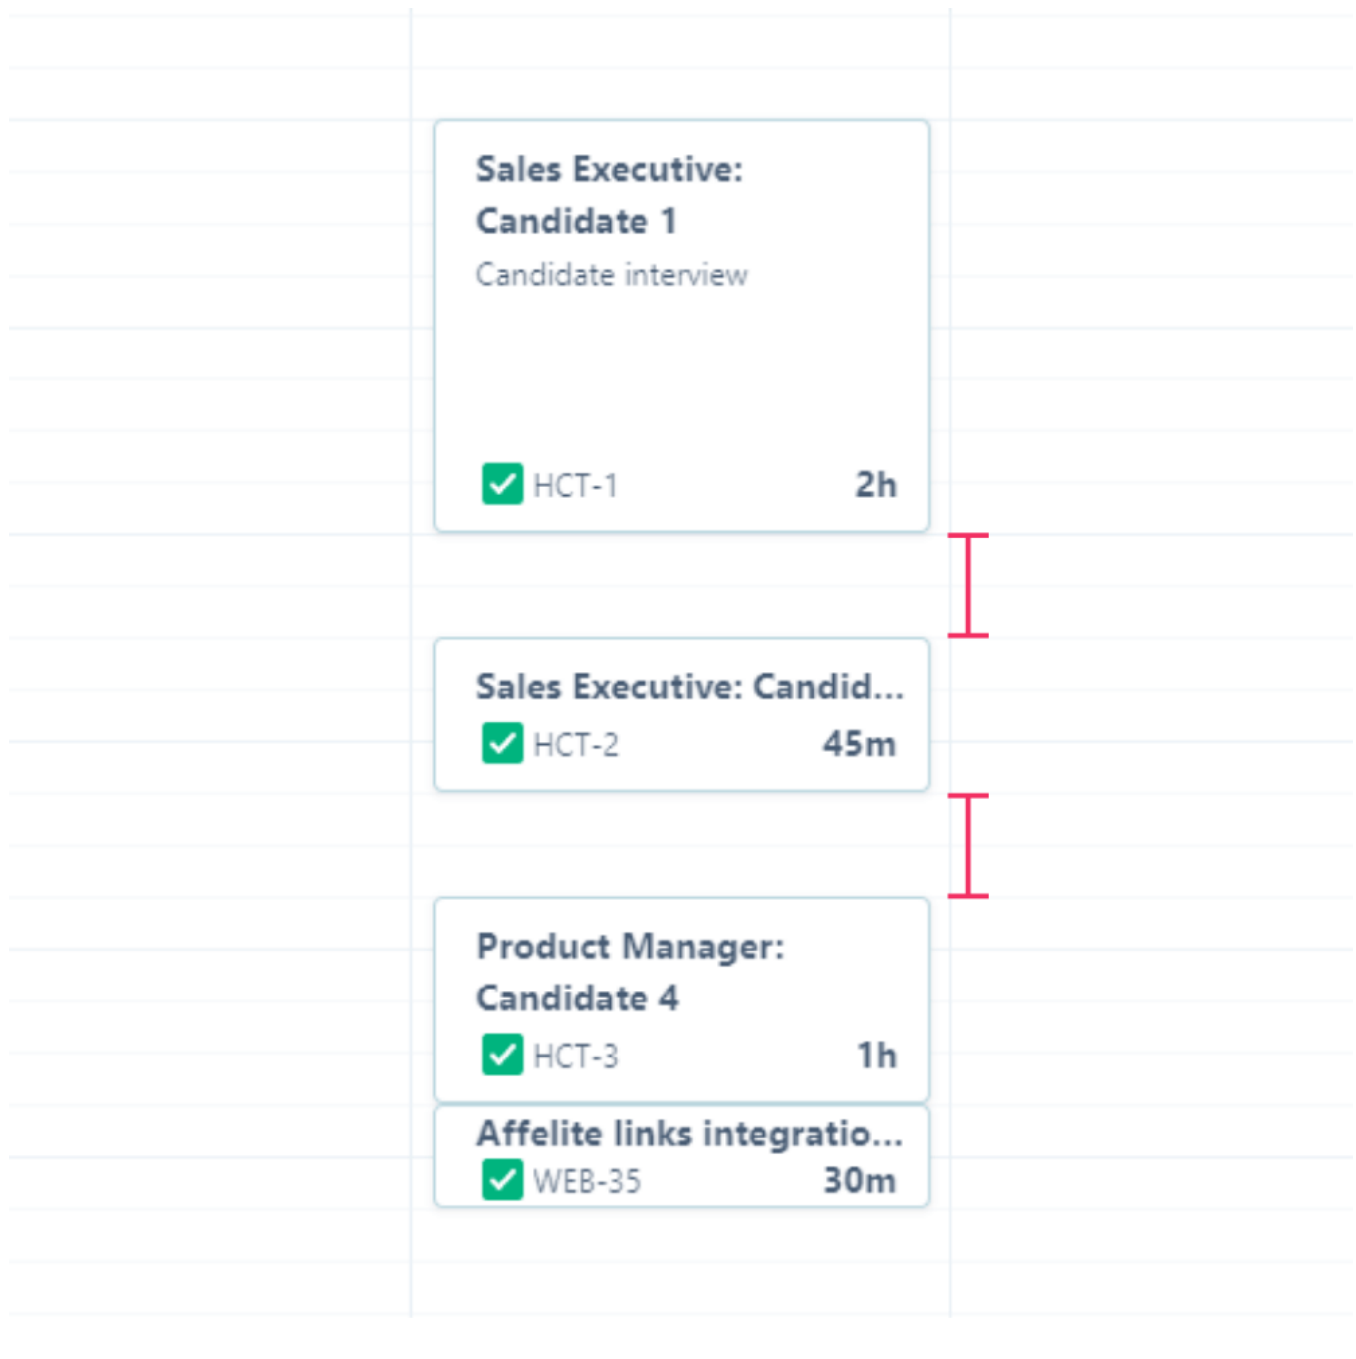 Sales Executive:
Candidate 1
Candidate interview
HCT-1 2h
Sales Executive: Candid...
HCT-2 45m
Product Manager:
Candidate 4
HCT-3 1h
Affelite links integratio...
WEB-35 30m